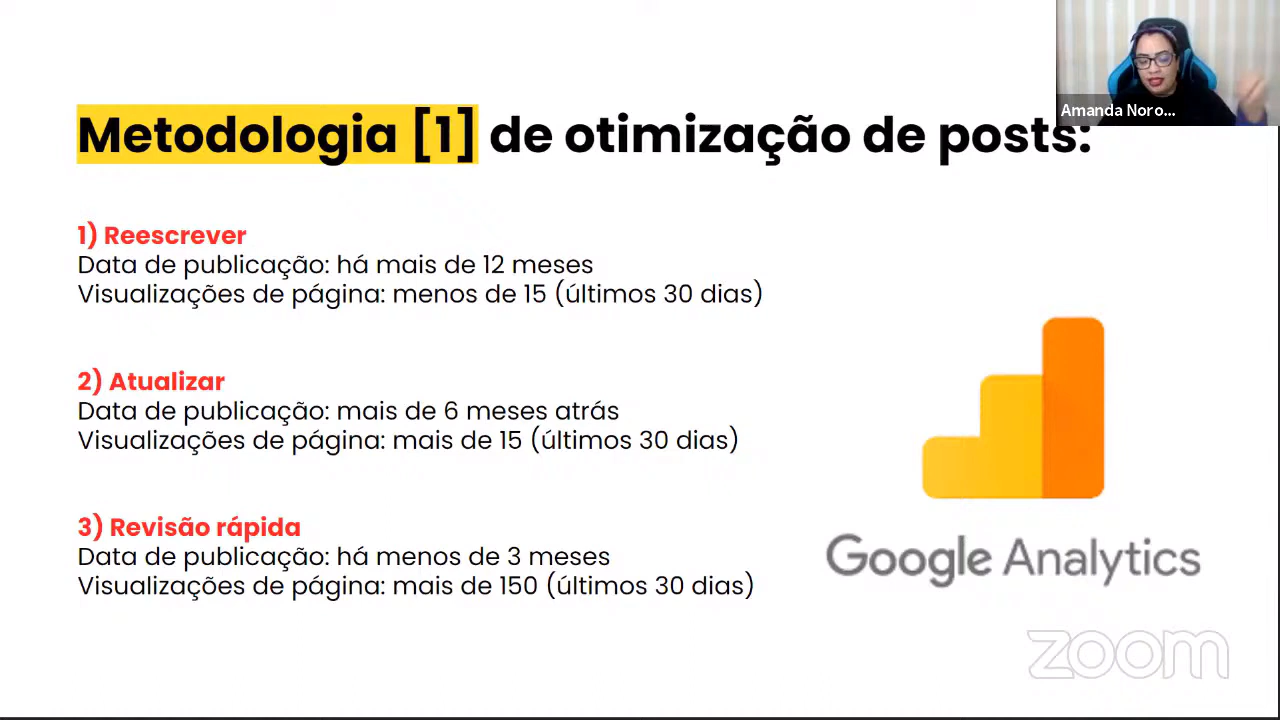 Amanda Noro...
Metodologia [1] de otimização de posts:
1) Reescrever
Data de publicação: há mais de 12 meses
Visualizações de página: menos de 15 (últimos 30 dias)
2) Atualizar
Data de publicação: mais de 6 meses atrás
Visualizações de página: mais de 15 (últimos 30 dias)
3) Revisão rápida
Data de publicação: há menos de 3 meses
Visualizações de página: mais de 150 (últimos 30 dias)
Google Analytics
zoom